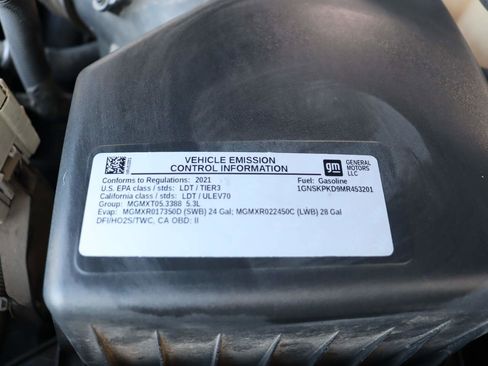 VEHICLE EMISSION
CONTROL INFORMATION
gm
GENERAL
MOTORS
LLC
Conforms to Regulations: 2021
Fuel: Gasoline
U.S. EPA class / stds: LDT / TIER3
1GNSKPKD9MR453201
California class / stds: LDT / ULEV70
Group: MGMXT05.3388 5.3L
Evap: MGMXR017350D (SWB) 24 Gal; MGMXR022450C (LWB) 28 Gal
DFI/HO2S/TWC, CA OBD: II